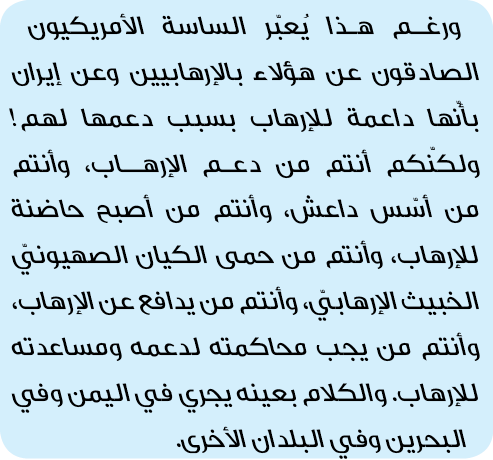 ورغم هذا يُعبّر الساسة الأمريكيون
الصادقون عن هؤلاء بالإرهابيين وعن إيران
بأنّها داعمة للإرهاب بسبب دعمها لهم!
ولكنّكم أنتم من دعم الإرهاب، وأنتم
من أسّس داعش، وأنتم من أصبح حاضنة
للإرهاب، وأنتم من حمى الكيان الصهيونيّ
الخبيث الإرهابيّ، وأنتم من يدافع عن الإرهاب،
وأنتم من يجب محاكمته لدعمه ومساعدته
للإرهاب. والكلام بعينه يجري في اليمن وفي
البحرين وفي البلدان الأخرى.